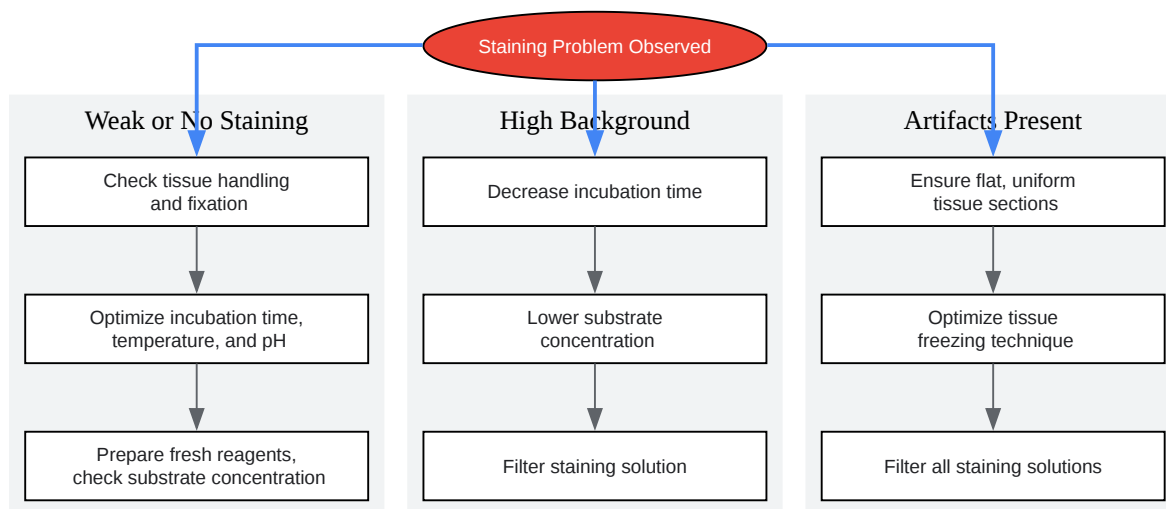 Staining Problem Observed
Weak or No Staining
Check tissue handling
and fixation
Optimize incubation time,
temperature, and pH
Prepare fresh reagents,
check substrate concentration
High Background
Decrease incubation time
Lower substrate
concentration
Filter staining solution
Artifacts Present
Ensure flat, uniform
tissue sections
Optimize tissue
freezing technique
Filter all staining solutions